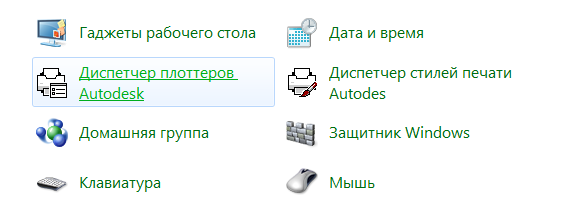 Гаджеты рабочего стола
Дата и время
Диспетчер плоттеров
Autodesk
Диспетчер стилей печати
Autodes
Домашняя группа
Защитник Windows
Клавиатура
Мышь